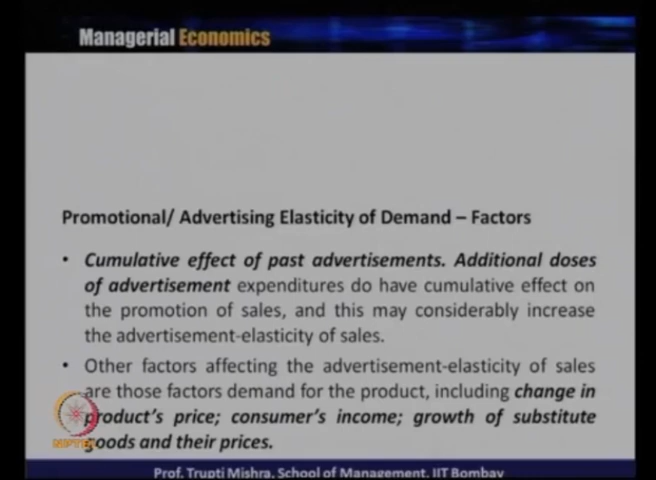 Managerial Economics
Promotional/ Advertising Elasticity of Demand – Factors
• Cumulative effect of past advertisements. Additional doses
of advertisement expenditures do have cumulative effect on
the promotion of sales, and this may considerably increase
the advertisement-elasticity of sales.
• Other factors affecting the advertisement-elasticity of sales
are those factors demand for the product, including change in
product's price; consumer's income; growth of substitute
goods and their prices.
NPTEL
Prof. Trupti Mishra, School of Management, IIT Bombay